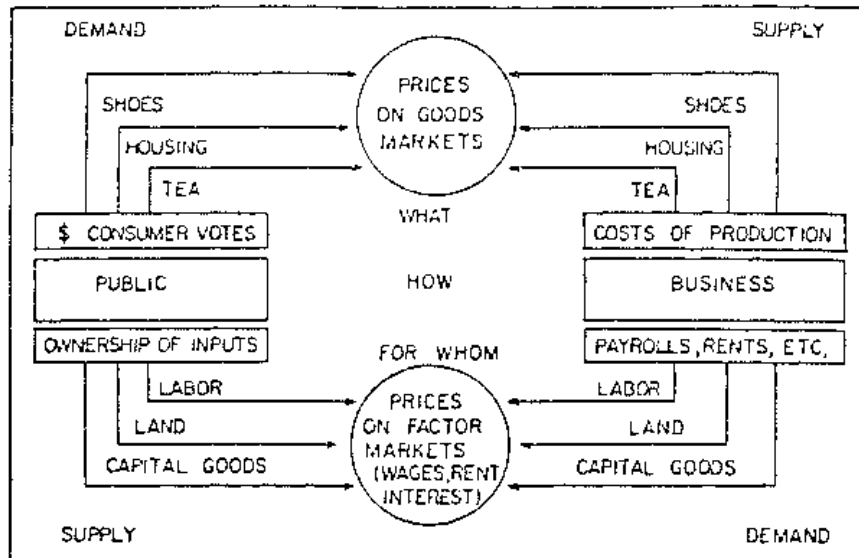 DEMAND
SUPPLY
PRICES
ON GOODS
MARKETS
SHOES
HOUSING
TEA
SHOES
HOUSING
TEA
WHAT
$ CONSUMER VOTES
COSTS OF PRODUCTION
PUBLIC
HOW
BUSINESS
OWNERSHIP OF INPUTS
FOR WHOM
PAYROLLS, RENTS, ETC.
LABOR
LAND
CAPITAL GOODS
PRICES
ON FACTOR
MARKETS
(WAGES, RENT
INTEREST)
LABOR
LAND
CAPITAL GOODS
SUPPLY
DEMAND